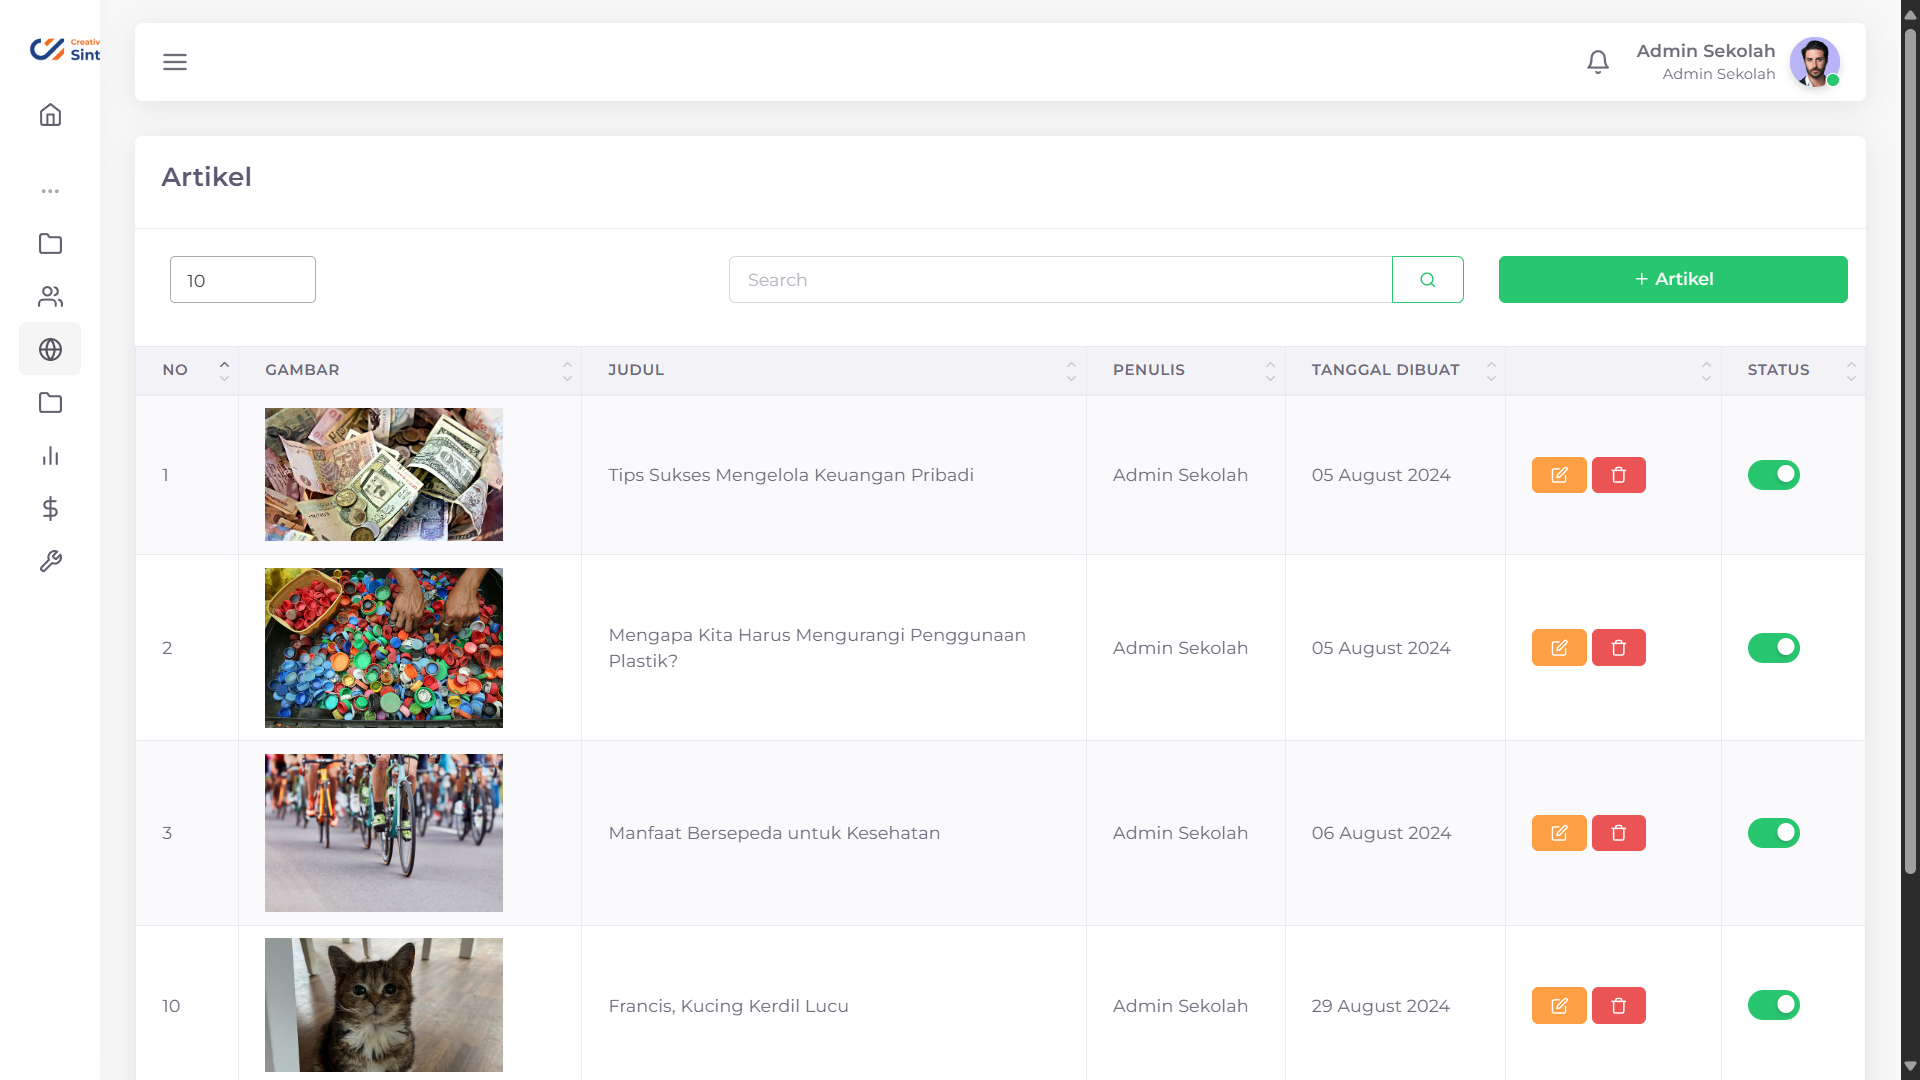 Creativ
Sint
Admin Sekolah
Admin Sekolah
Artikel
10
Search
+ Artikel
NO GAMBAR JUDUL PENULIS TANGGAL DIBUAT STATUS
1 Tips Sukses Mengelola Keuangan Pribadi Admin Sekolah 05 August 2024
2 Mengapa Kita Harus Mengurangi Penggunaan
Plastik? Admin Sekolah 05 August 2024
3 Manfaat Bersepeda untuk Kesehatan Admin Sekolah 06 August 2024
10 Francis, Kucing Kerdil Lucu Admin Sekolah 29 August 2024